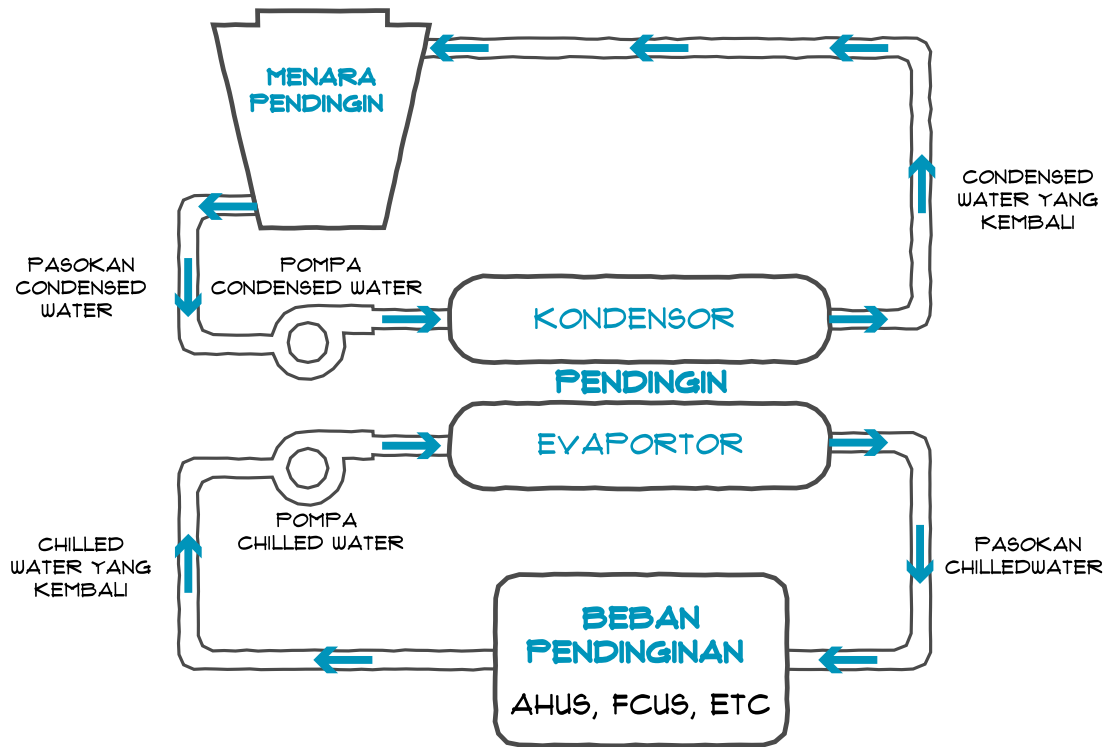 MENARA
PENDINGIN
CONDENSED
WATER YANG
KEMBALI
PASOKAN
CONDENSED
WATER
POMPA
CONDENSED WATER
KONDENSOR
PENDINGIN
EVAPORTOR
POMPA
CHILLED WATER
CHILLED
WATER YANG
KEMBALI
PASOKAN
CHILLEDWATER
BEBAN
PENDINGINAN
AHUS, FCUS, ETC